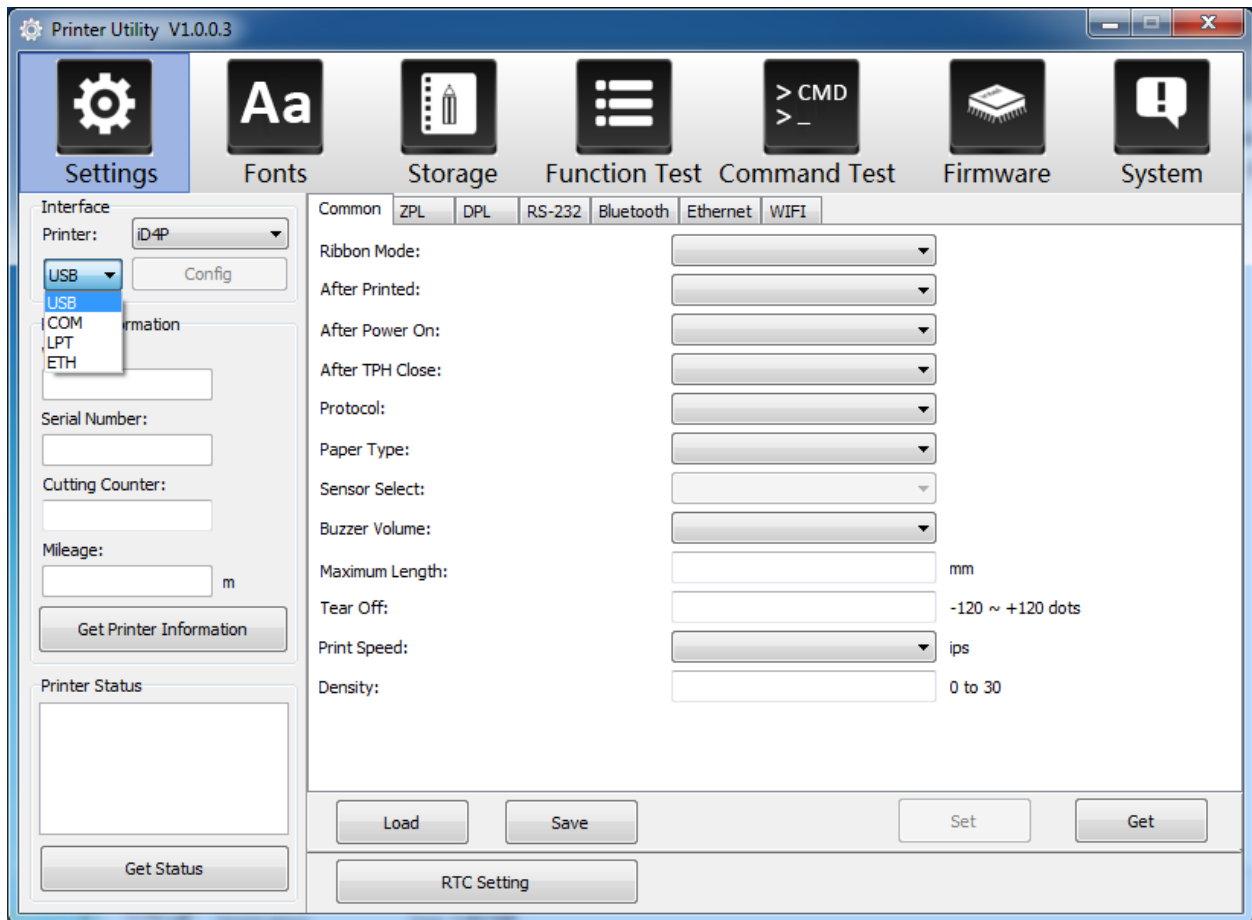 Printer Utility V1.0.0.3
> CMD
> _
Aa
Settings
Fonts
Storage
Function Test
Command Test
Firmware
System
Interface
Printer:
iD4P
USB
Config
USB
COM
LPT
ETH
rmation
Serial Number:
Cutting Counter:
Mileage:
m
Get Printer Information
Printer Status
Get Status
Common
ZPL
DPL
RS-232
Bluetooth
Ethernet
WIFI
Ribbon Mode:
After Printed:
After Power On:
After TPH Close:
Protocol:
Paper Type:
Sensor Select:
Buzzer Volume:
Maximum Length:
mm
Tear Off:
-120 ~ +120 dots
Print Speed:
ips
Density:
0 to 30
Load
Save
Set
Get
RTC Setting